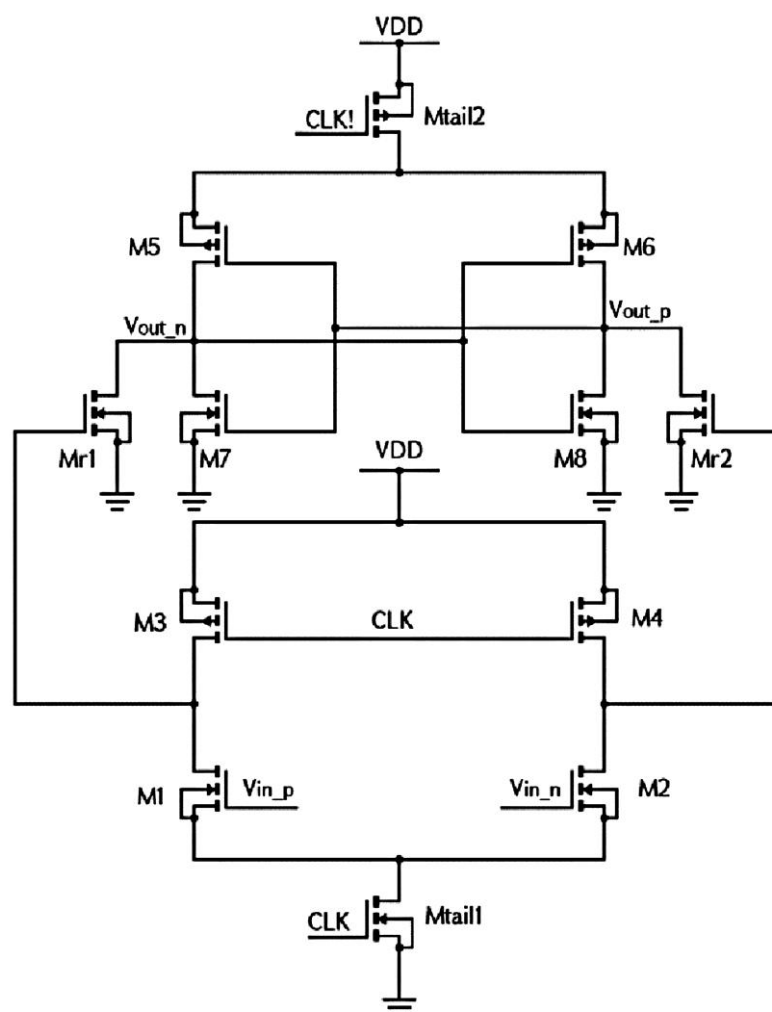 VDD
CLK! Mtail2
M5 M6
Vout_n Vout_p
Mr1 M7 M8 Mr2
VDD
M3 CLK M4
M1 Vin_p Vin_n M2
CLK Mtail1